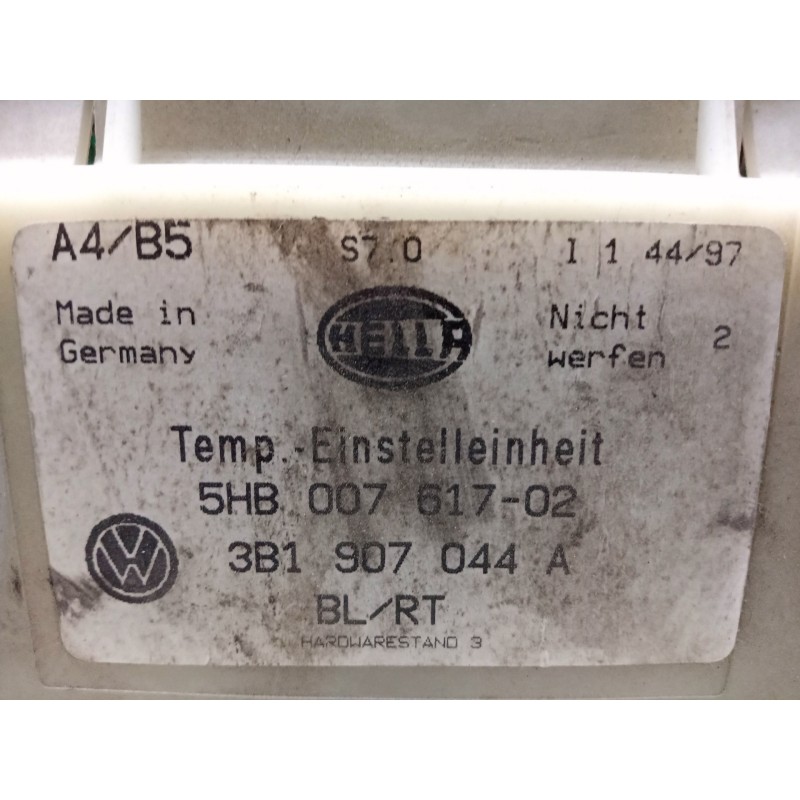 A4/B5 S7.0 I 1 44/97
Made in Germany
HELLA
Nicht werfen 2
Temp.-Einstelleinheit
5HB 007 617-02
VW
3B1 907 044 A
BL/RT
HARDWARESTAND 3